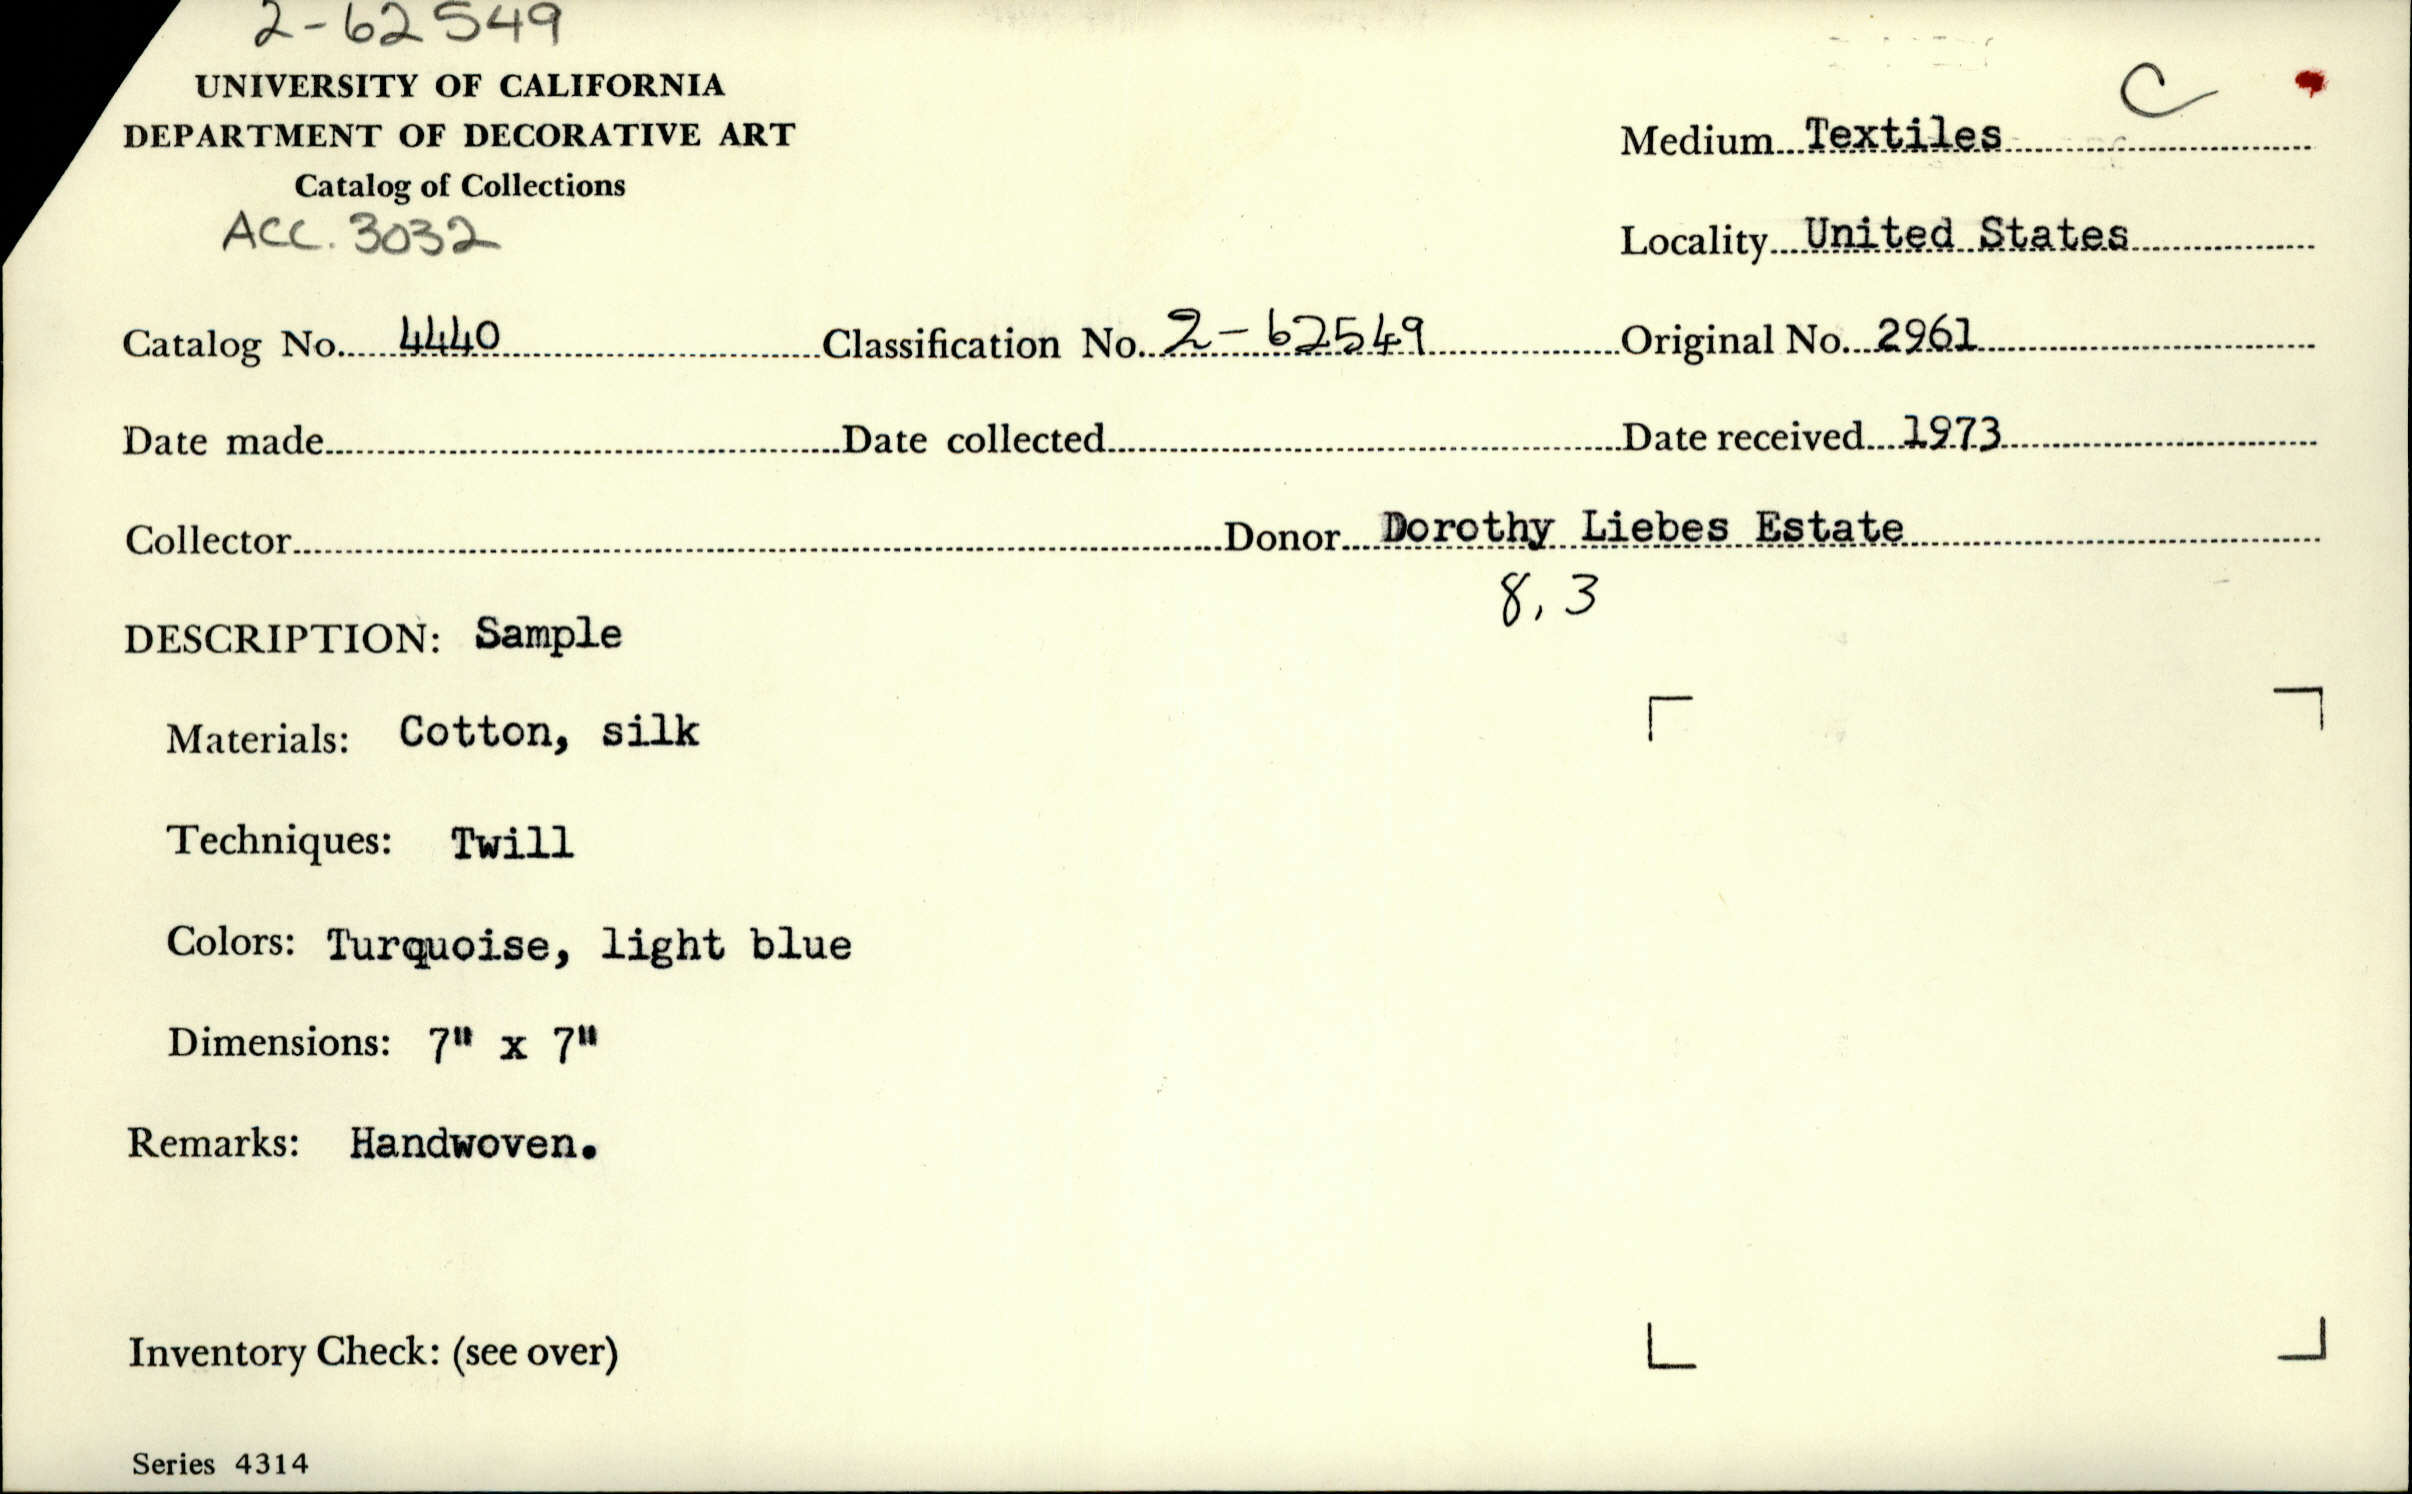 2-62549
UNIVERSITY OF CALIFORNIA
DEPARTMENT OF DECORATIVE ART
Catalog of Collections
ACC. 3032
C
Medium Textiles
Locality United States
Catalog No. 4440 Classification No. 2-62549 Original No. 2961
Date made Date collected Date received 1973
Collector Donor Dorothy Liebes Estate
8, 3
DESCRIPTION: Sample
Materials: Cotton, silk
Techniques: Twill
Colors: Turquoise, light blue
Dimensions: 7" x 7"
Remarks: Handwoven.
Inventory Check: (see over)
Series 4314